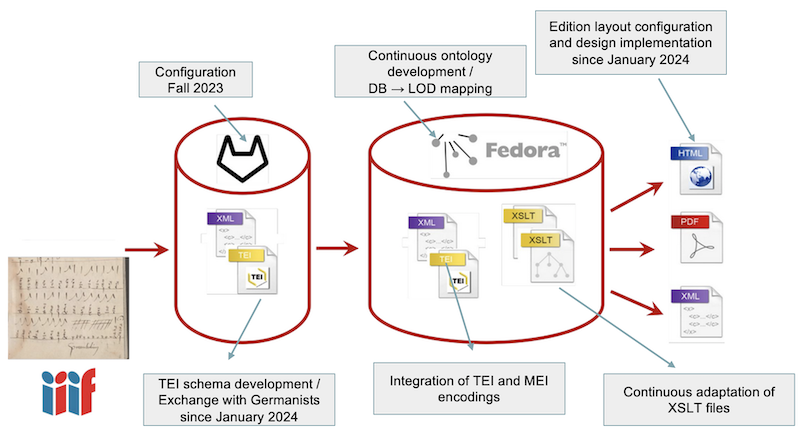 Edition layout configuration
and design implementation
since January 2024
Continuous ontology
development /
DB → LOD mapping
Configuration
Fall 2023
Fedora™
HTML
XML
TEI
TEI
XML
TEI
TEI
XSLT
XSLT
PDF
XML
iiif
TEI schema development /
Exchange with Germanists
since January 2024
Integration of TEI and MEI
encodings
Continuous adaptation of
XSLT files